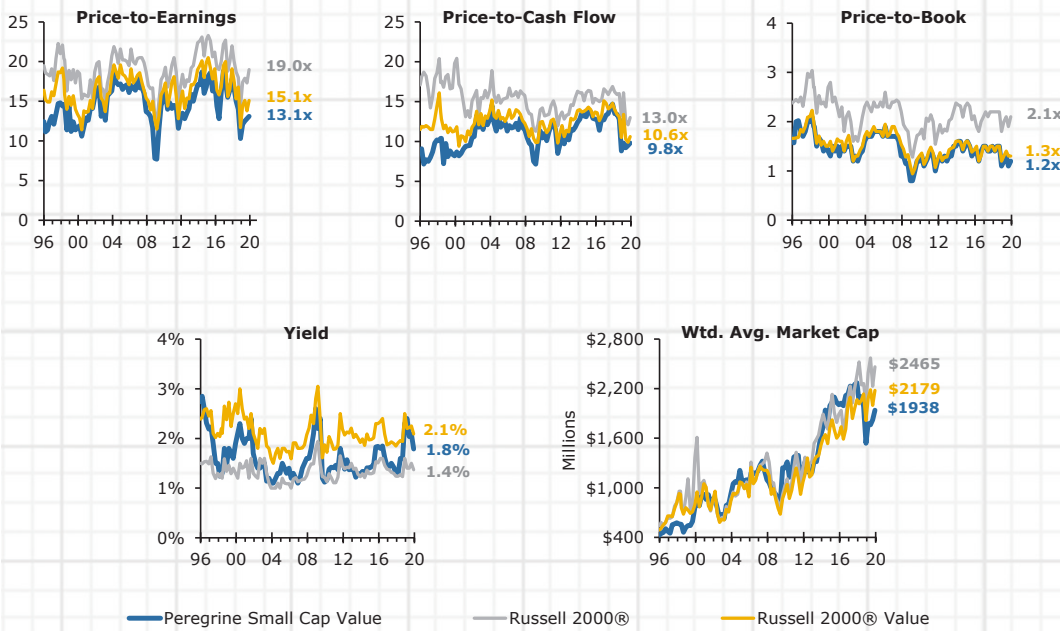 Price-to-Earnings
25
20
15
10
5
0
96 00 04 08 12 16 20
19.0x
15.1x
13.1x
Price-to-Cash Flow
25
20
15
10
5
0
96 00 04 08 12 16 20
13.0x
10.6x
9.8x
Price-to-Book
4
3
2
1
0
96 00 04 08 12 16 20
2.1x
1.3x
1.2x
Yield
4%
3%
2%
1%
0%
96 00 04 08 12 16 20
2.1%
1.8%
1.4%
Wtd. Avg. Market Cap
Millions
$2,800
$2,200
$1,600
$1,000
$400
96 00 04 08 12 16 20
$2465
$2179
$1938
Peregrine Small Cap Value Russell 2000® Russell 2000® Value